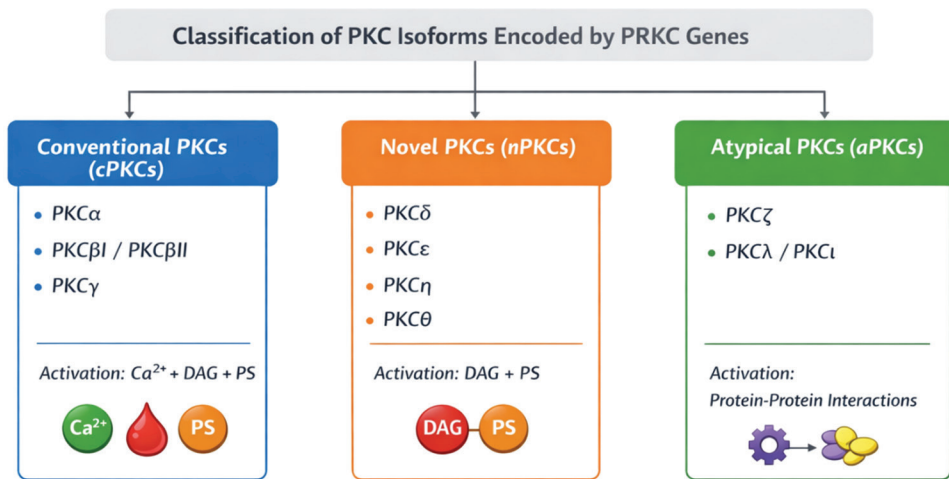 Classification of PKC Isoforms Encoded by PRKC Genes
Conventional PKCs
(cPKCs)
• PKCα
• PKCβI / PKCβII
• PKCγ
Activation: Ca²⁺ + DAG + PS
Ca²⁺
PS
Novel PKCs (nPKCs)
• PKCδ
• PKCε
• PKCη
• PKCθ
Activation: DAG + PS
DAG
PS
Atypical PKCs (aPKCs)
• PKCζ
• PKCλ / PKCι
Activation:
Protein-Protein Interactions